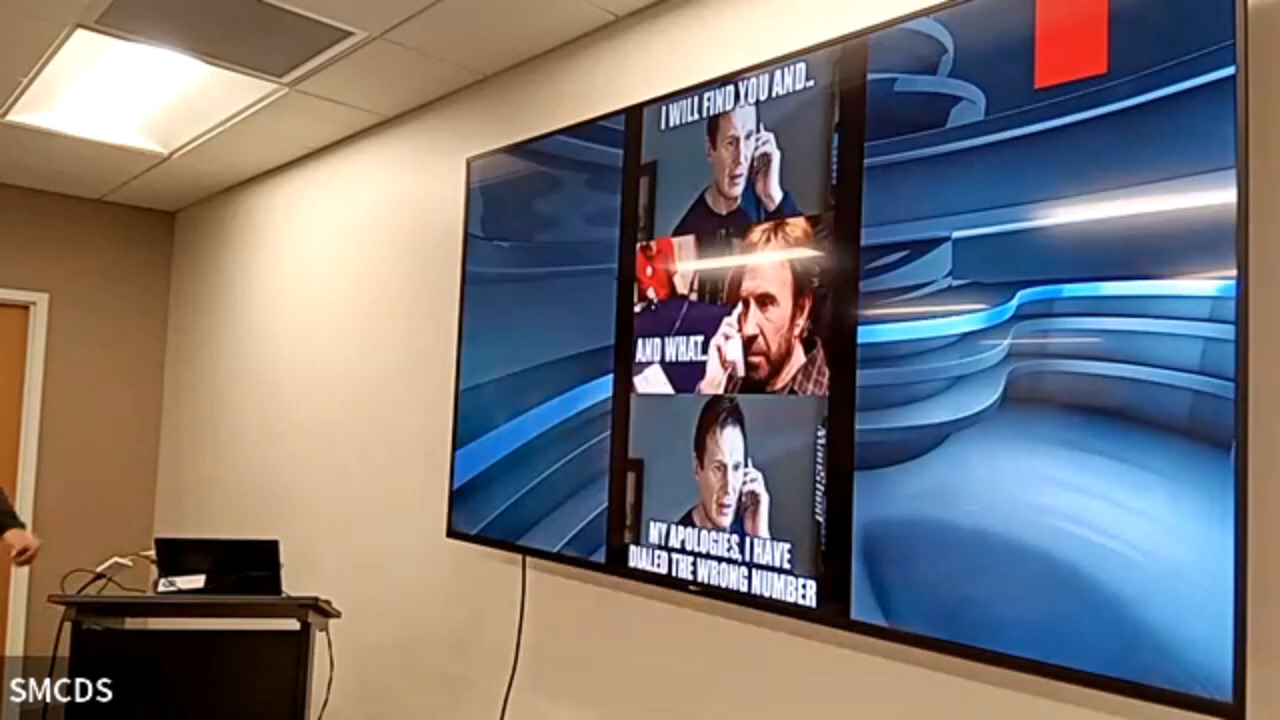 I WILL FIND YOU AND..
AND WHAT..
MY APOLOGIES, I HAVE
DIALED THE WRONG NUMBER
SMCDS